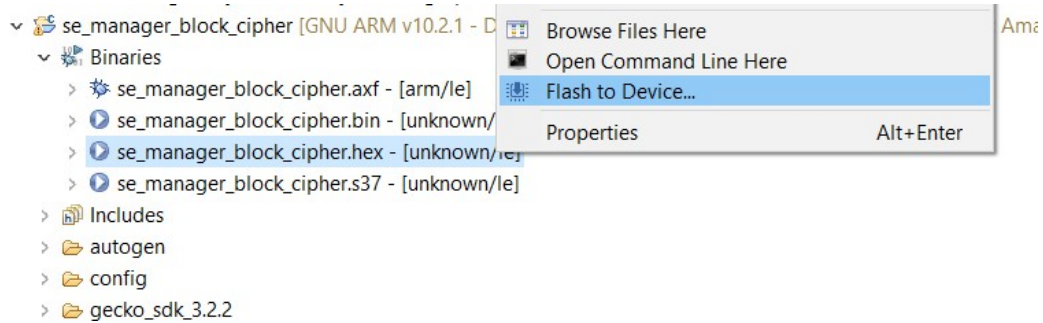 se_manager_block_cipher [GNU ARM v10.2.1 - D
Binaries
se_manager_block_cipher.axf - [arm/le]
se_manager_block_cipher.bin - [unknown/
se_manager_block_cipher.hex - [unknown/le]
se_manager_block_cipher.s37 - [unknown/le]
Includes
autogen
config
gecko_sdk_3.2.2
Browse Files Here
Open Command Line Here
Flash to Device...
Properties Alt+Enter
Ama